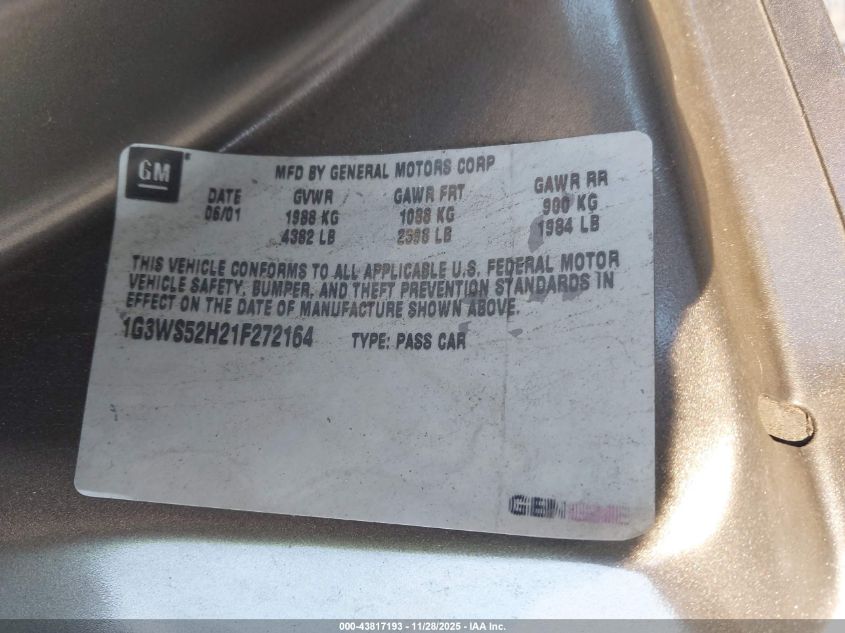 GM
MFD BY GENERAL MOTORS CORP
DATE GVWR GAWR FRT GAWR RR
06/01 1988 KG 1088 KG 900 KG
4382 LB 2398 LB 1984 LB
THIS VEHICLE CONFORMS TO ALL APPLICABLE U.S. FEDERAL MOTOR
VEHICLE SAFETY, BUMPER, AND THEFT PREVENTION STANDARDS IN
EFFECT ON THE DATE OF MANUFACTURE SHOWN ABOVE.
1G3WS52H21F272164 TYPE: PASS CAR
000-43817193 - 11/28/2025 - IAA Inc.